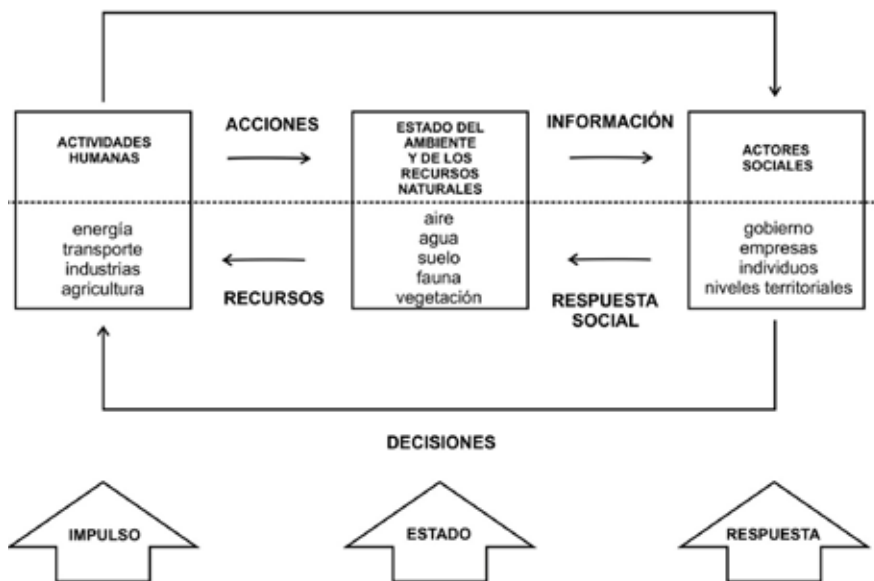 ACTIVIDADES
HUMANAS
energía
transporte
industrias
agricultura
ACCIONES
RECURSOS
ESTADO DEL
AMBIENTE
Y DE LOS
RECURSOS
NATURALES
aire
agua
suelo
fauna
vegetación
INFORMACIÓN
RESPUESTA
SOCIAL
ACTORES
SOCIALES
gobierno
empresas
individuos
niveles territoriales
DECISIONES
IMPULSO
ESTADO
RESPUESTA